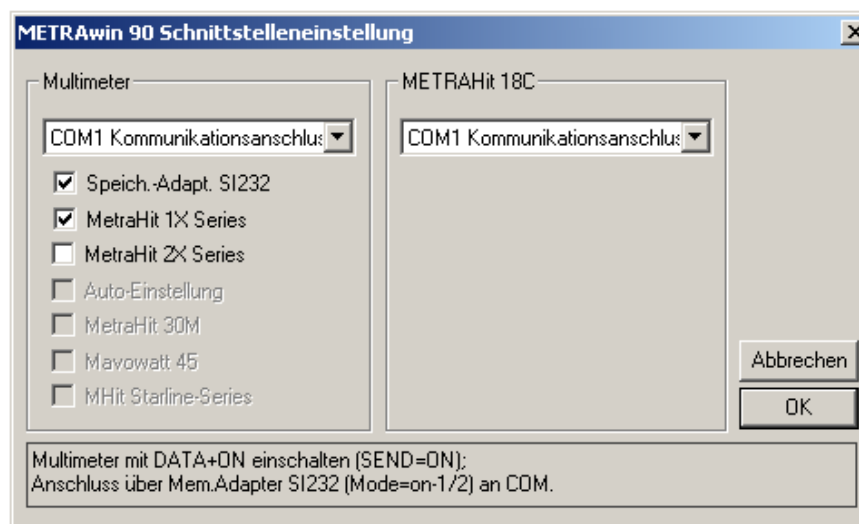 METRAwin 90 Schnittstelleneinstellung
Multimeter
COM1 Kommunikationsanschlus
Speich.-Adapt. SI232
MetraHit 1X Series
MetraHit 2X Series
Auto-Einstellung
MetraHit 30M
Mavowatt 45
MHit Starline-Series
METRAHit 18C
COM1 Kommunikationsanschlus
Abbrechen
OK
Multimeter mit DATA+ON einschalten (SEND=ON);
Anschluss über Mem.Adapter SI232 (Mode=on-1/2) an COM.